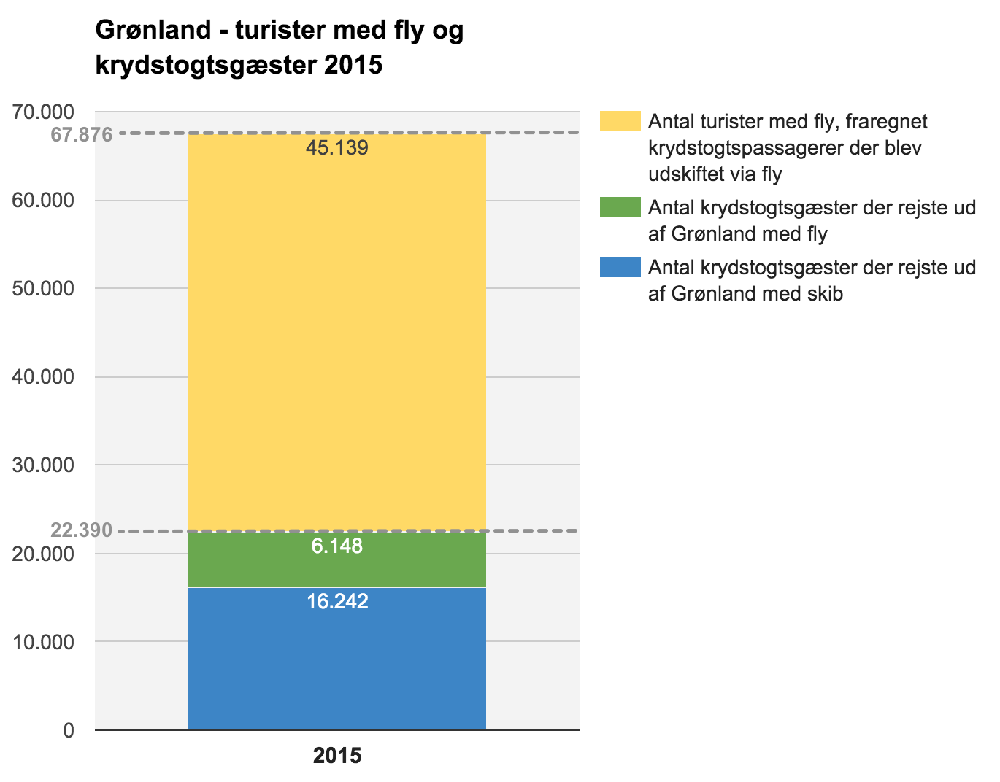 Grønland - turister med fly og
krydstogtsgæster 2015
70.000
67.876
60.000
50.000
40.000
30.000
22.390
20.000
10.000
0
45.139
6.148
16.242
2015
Antal turister med fly, fraregnet
krydstogtspassagerer der blev
udskiftet via fly
Antal krydstogtsgæster der rejste ud
af Grønland med fly
Antal krydstogtsgæster der rejste ud
af Grønland med skib